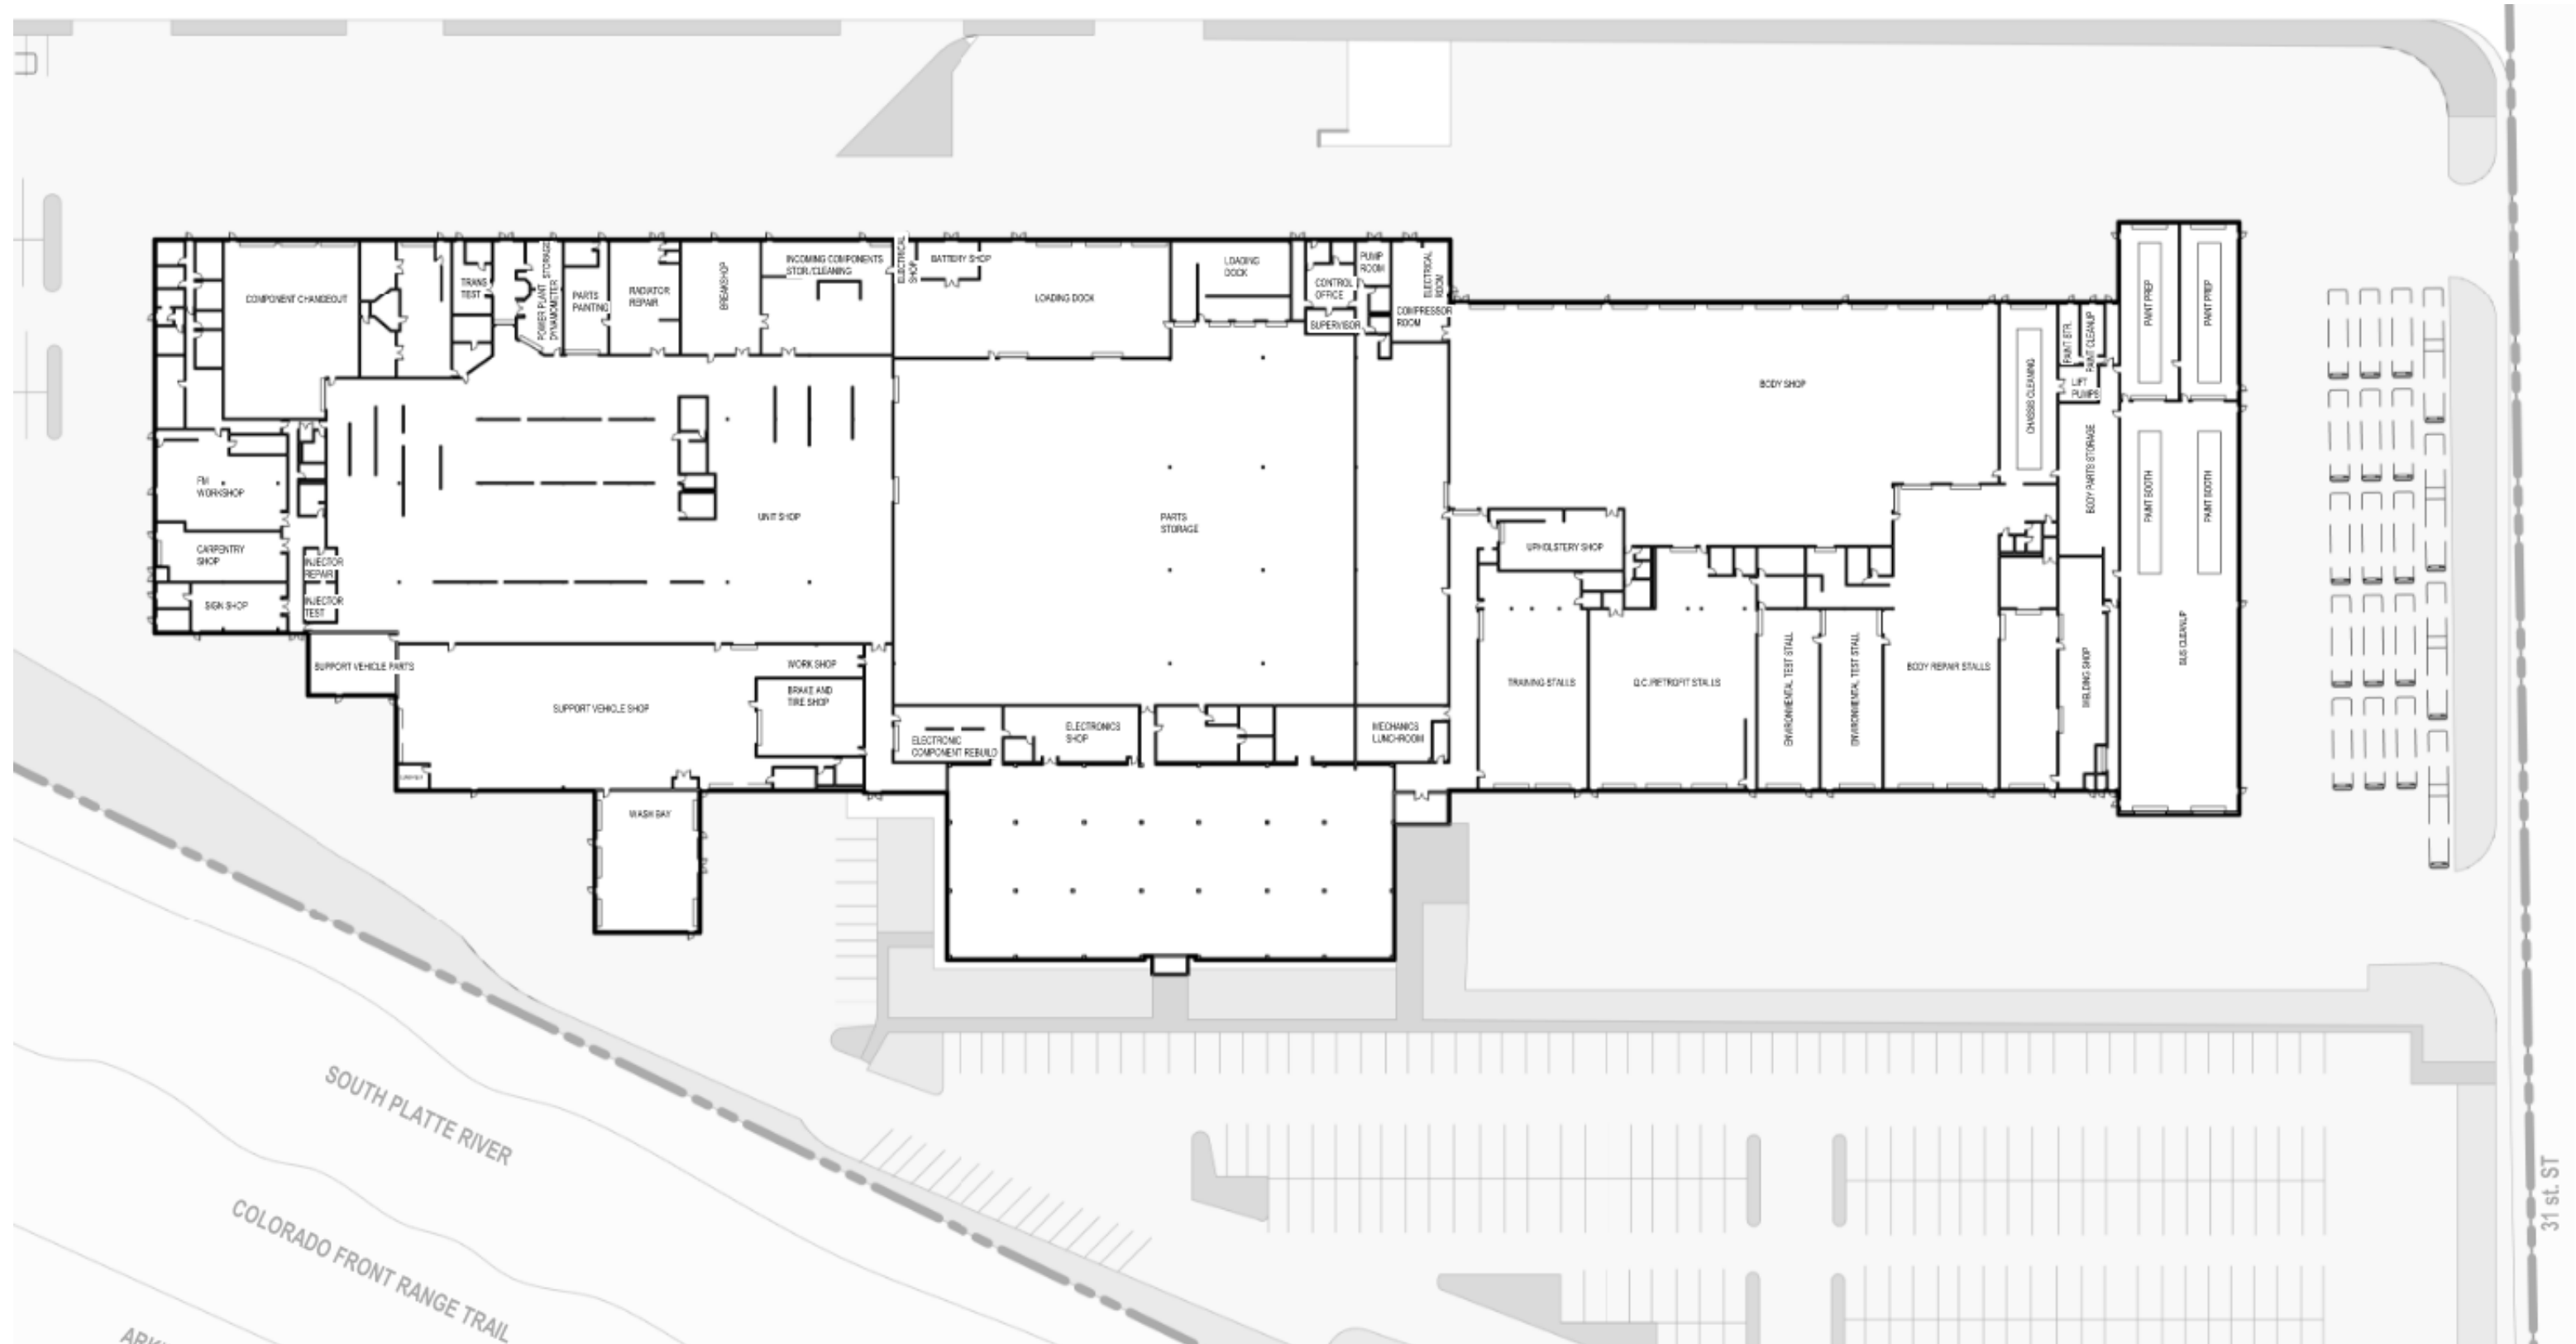 COMPONENT CHANGEOUT
TRANS
TEST
POWER PLANT STORAGE
DYNAMOMETER
PARTS
PAINTING
RADIATOR
REPAIR
BREAKSHOP
INCOMING COMPONENTS
STOR./CLEANING
ELECTRICAL
SHOP
BATTERY SHOP
LOADING DOCK
LOADING
DOCK
CONTROL
OFFICE
SUPERVISOR
PUMP
ROOM
ELECTRICAL
ROOM
COMPRESSOR
ROOM
BODY SHOP
CHASSIS CLEANING
PAINT STR.
PAINT CLEANUP
LIFT
PUMPS
PAINT PREP
PAINT PREP
BODY PARTS STORAGE
PAINT BOOTH
PAINT BOOTH
FM
WORKSHOP
CARPENTRY
SHOP
SIGN SHOP
INJECTOR
REPAIR
INJECTOR
TEST
UNIT SHOP
PARTS
STORAGE
UPHOLSTERY SHOP
SUPPORT VEHICLE PARTS
SUPPORT VEHICLE SHOP
WORK SHOP
BRAKE AND
TIRE SHOP
ELECTRONIC
COMPONENT REBUILD
ELECTRONICS
SHOP
MECHANICS
LUNCHROOM
TRAINING STALLS
Q.C./RETROFIT STALLS
ENVIRONMENTAL TEST STALL
ENVIRONMENTAL TEST STALL
BODY REPAIR STALLS
WELDING SHOP
BUS CLEANUP
WASH BAY
SOUTH PLATTE RIVER
COLORADO FRONT RANGE TRAIL
31 st. ST